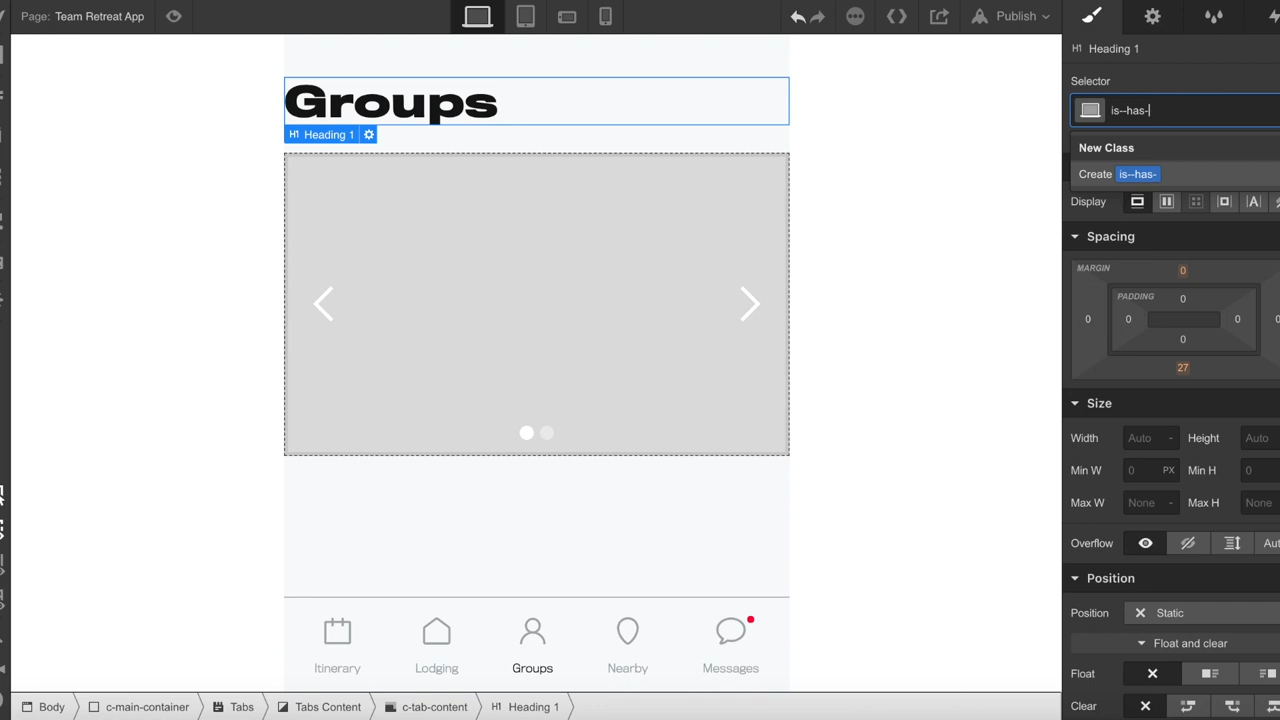 Page: Team Retreat App
Publish
H1 Heading 1
Selector
is--has-
New Class
Create is--has-
Display
Groups
H1 Heading 1
Spacing
MARGIN
0
PADDING
0
0 0 0 0
0
27
Size
Width Auto - Height Auto
Min W 0 PX Min H 0
Max W None - Max H None
Overflow Aut
Position
Position Static
Float and clear
Float
Clear
Itinerary Lodging Groups Nearby Messages
Body c-main-container Tabs Tabs Content c-tab-content H1 Heading 1